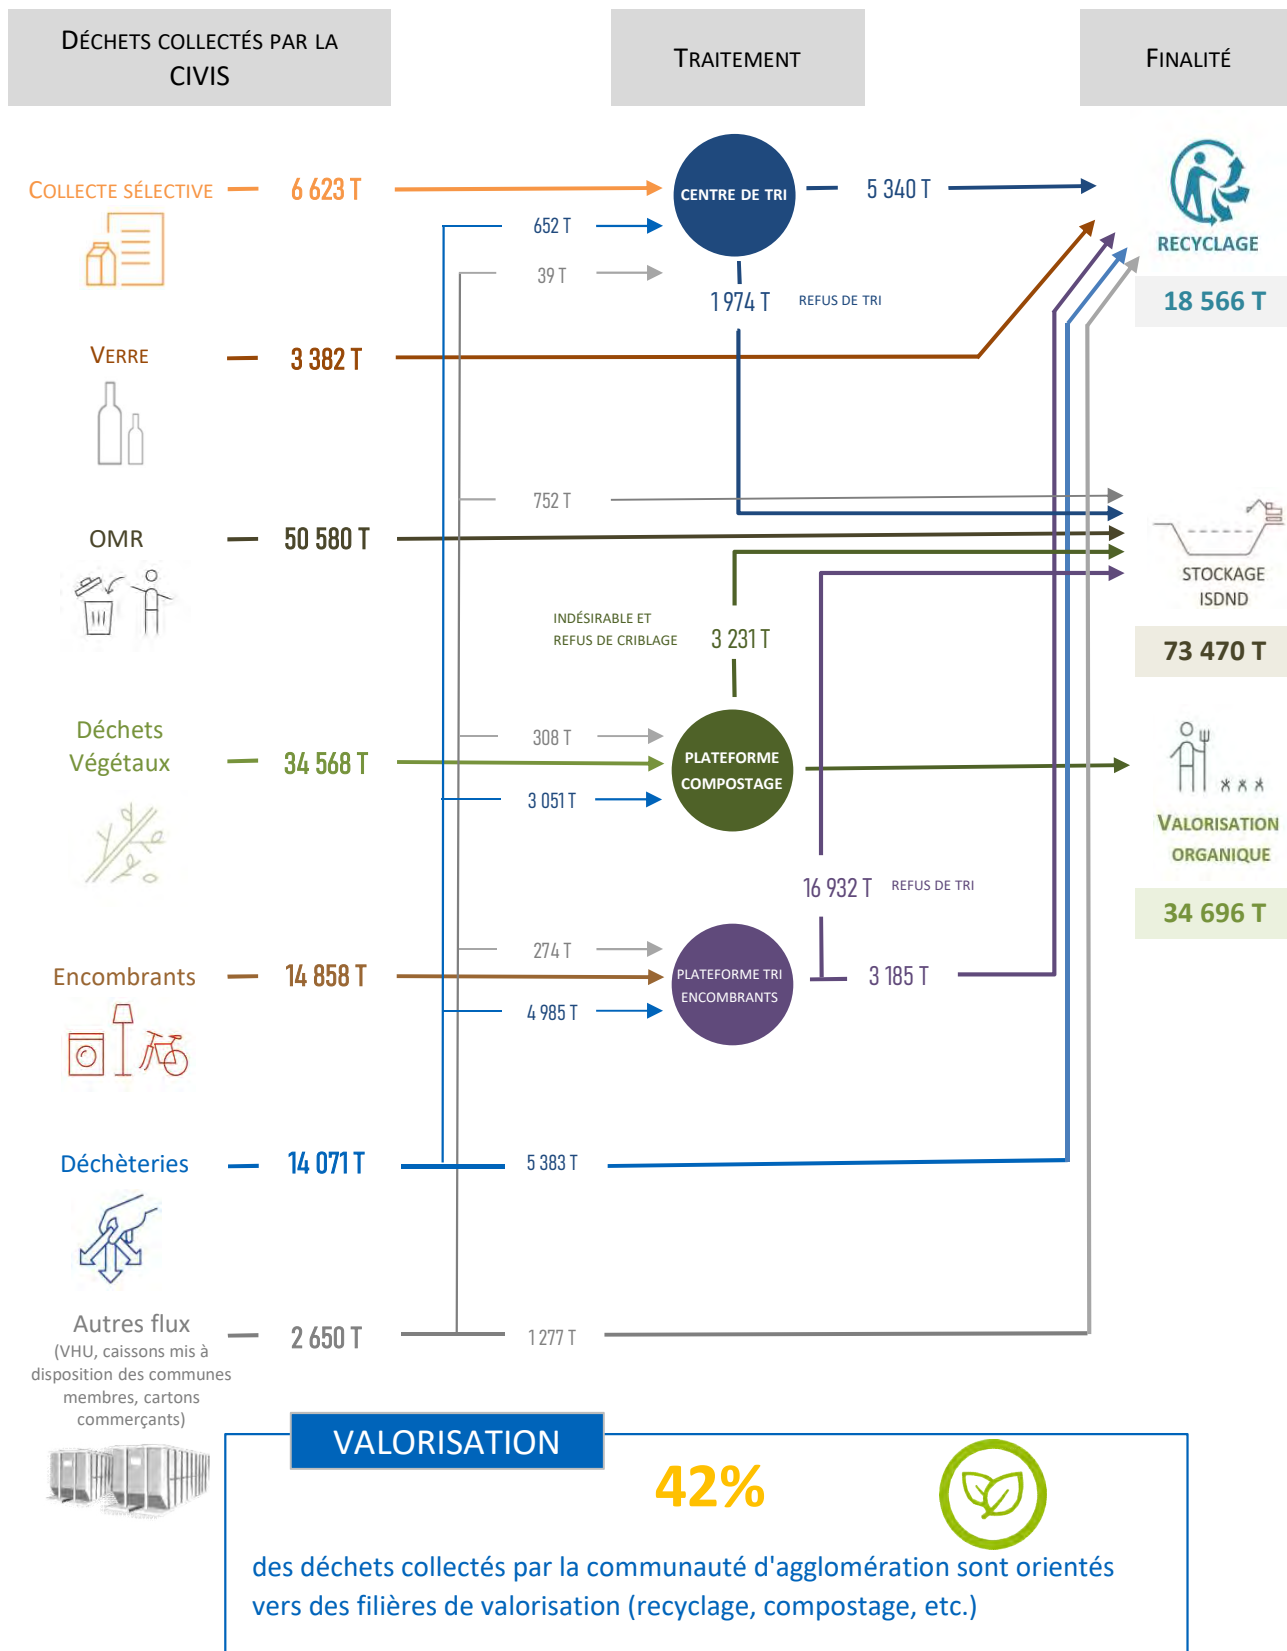 DÉCHETS COLLECTÉS PAR LA
CIVIS
TRAITEMENT
FINALITÉ
COLLECTE SÉLECTIVE
6 623 T
CENTRE DE TRI
5 340 T
652 T
39 T
1 974 T
REFUS DE TRI
RECYCLAGE
18 566 T
VERRE
3 382 T
752 T
OMR
50 580 T
STOCKAGE
ISDND
73 470 T
INDÉSIRABLE ET
REFUS DE CRIBLAGE
3 231 T
Déchets
Végétaux
34 568 T
308 T
3 051 T
PLATEFORME
COMPOSTAGE
VALORISATION
ORGANIQUE
34 696 T
16 932 T
REFUS DE TRI
Encombrants
14 858 T
274 T
4 985 T
PLATEFORME TRI
ENCOMBRANTS
3 185 T
Déchèteries
14 071 T
5 383 T
Autres flux
(VHU, caissons mis à
disposition des communes
membres, cartons
commerçants)
2 650 T
1 277 T
VALORISATION
42%
des déchets collectés par la communauté d'agglomération sont orientés
vers des filières de valorisation (recyclage, compostage, etc.)